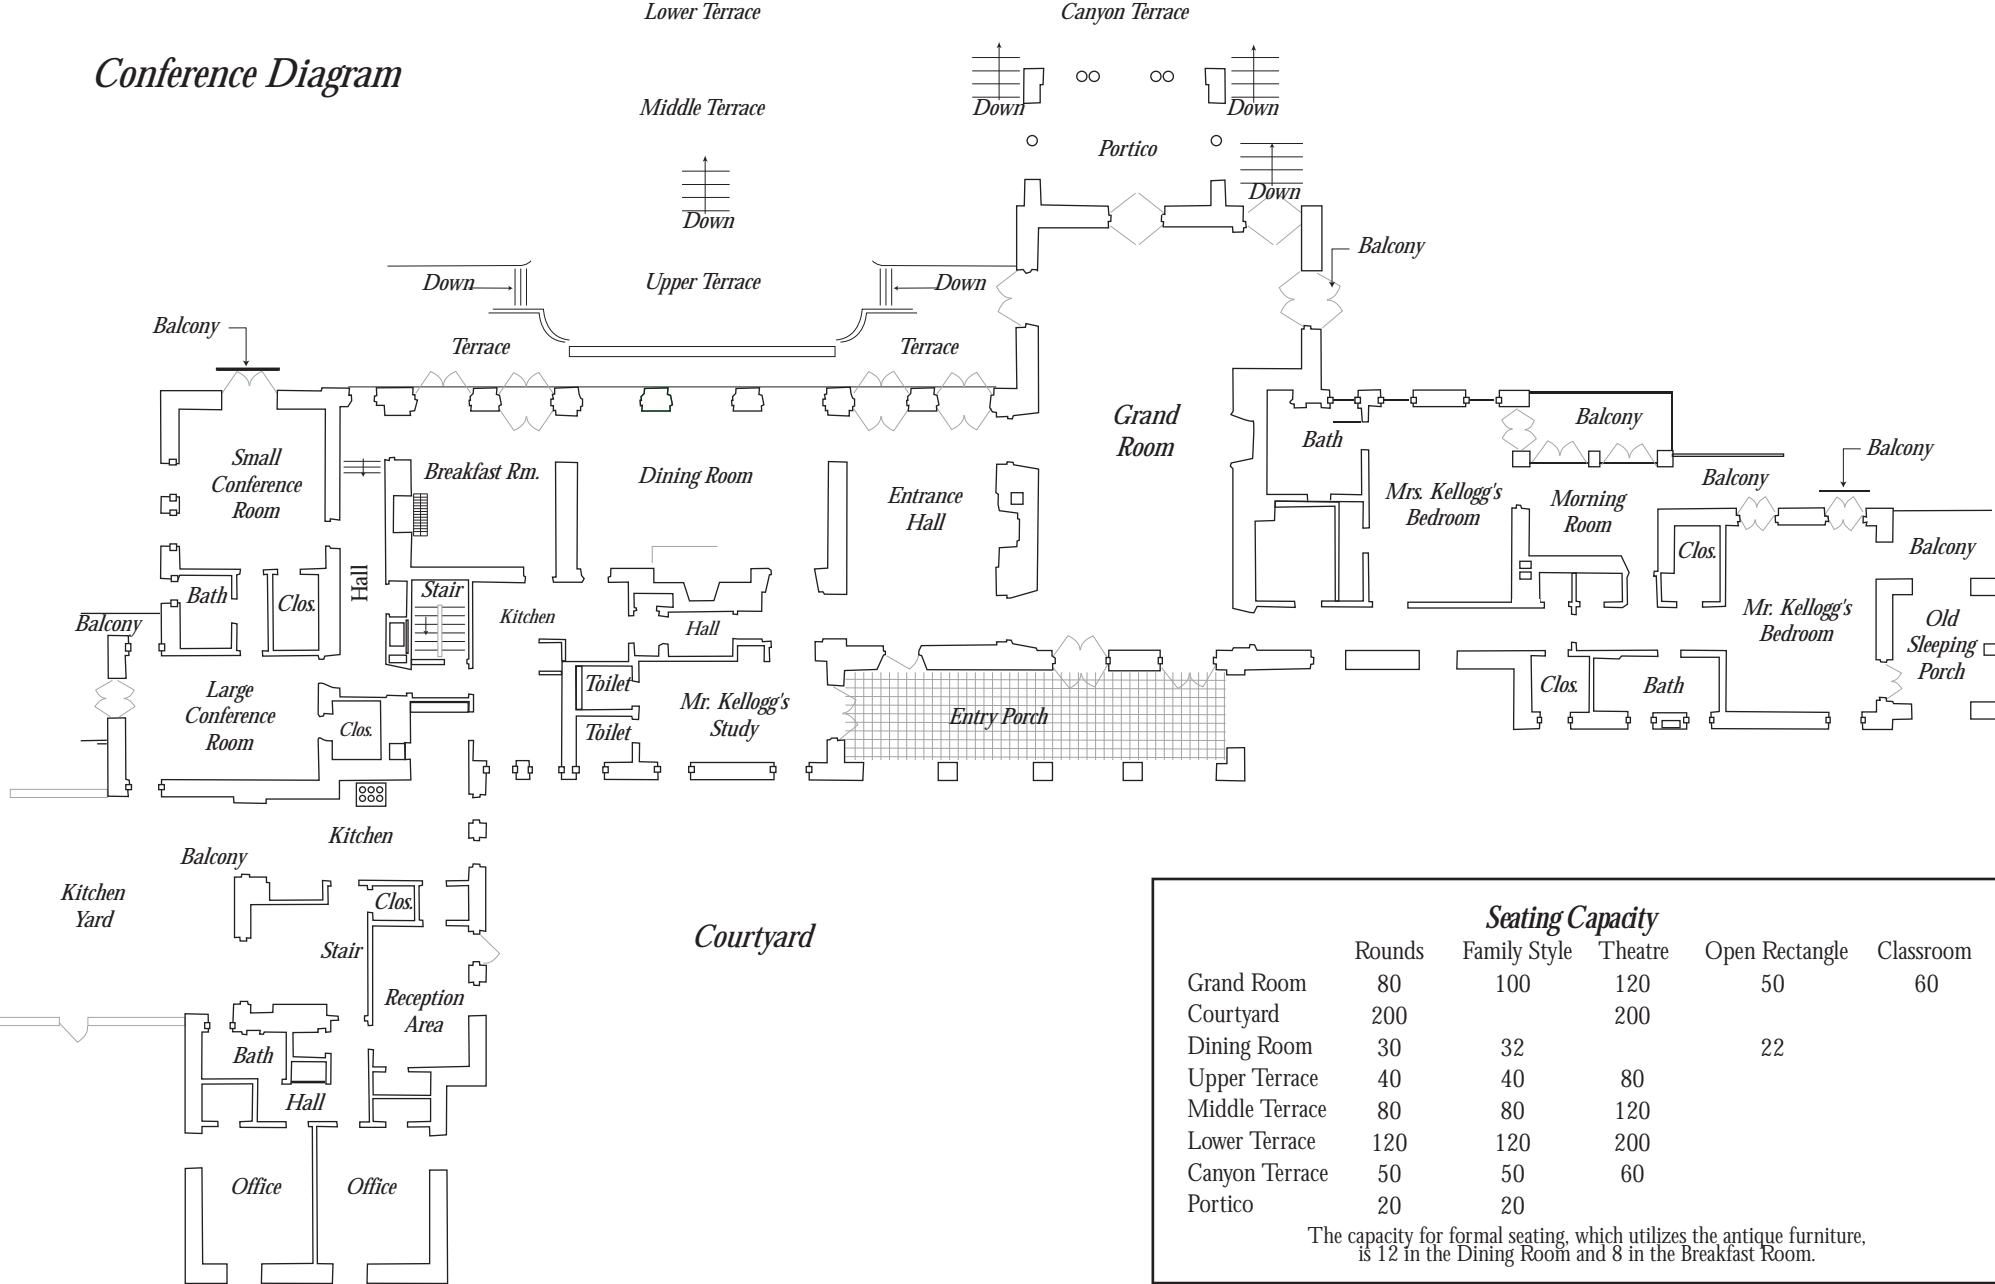 Lower Terrace
Canyon Terrace
Conference Diagram
Down
Down
Middle Terrace
Portico
Down
Down
Balcony
Down
Upper Terrace
Down
Balcony
Terrace
Terrace
Grand
Room
Balcony
Bath
Balcony
Small
Conference
Room
Breakfast Rm.
Dining Room
Entrance
Hall
Mrs. Kellogg's
Bedroom
Morning
Room
Balcony
Clos.
Balcony
Hall
Stair
Bath
Clos.
Kitchen
Hall
Balcony
Mr. Kellogg's
Bedroom
Old
Sleeping
Porch
Large
Conference
Room
Clos.
Toilet
Toilet
Mr. Kellogg's
Study
Entry Porch
Clos.
Bath
Kitchen
Balcony
Kitchen
Yard
Clos.
Stair
Courtyard
Reception
Area
Bath
Hall
Office
Office
Seating Capacity
Rounds Family Style Theatre Open Rectangle Classroom
Grand Room 80 100 120 50 60
Courtyard 200 200
Dining Room 30 32 22
Upper Terrace 40 40 80
Middle Terrace 80 80 120
Lower Terrace 120 120 200
Canyon Terrace 50 50 60
Portico 20 20
The capacity for formal seating, which utilizes the antique furniture,
is 12 in the Dining Room and 8 in the Breakfast Room.